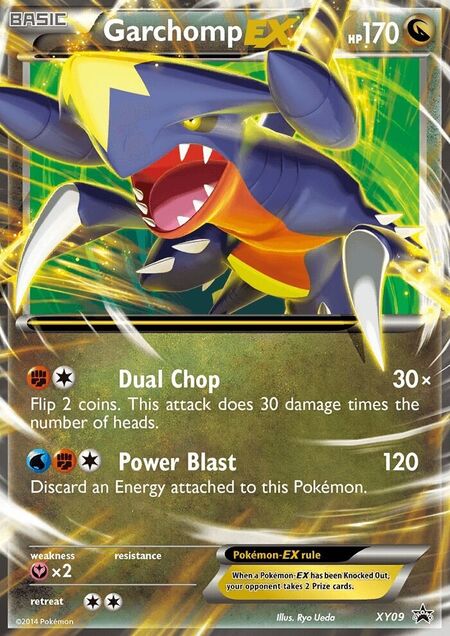 BASIC
Garchomp EX HP170
Dual Chop 30×
Flip 2 coins. This attack does 30 damage times the
number of heads.
Power Blast 120
Discard an Energy attached to this Pokémon.
weakness resistance
×2
retreat
Pokémon-EX rule
When a Pokémon-EX has been Knocked Out,
your opponent takes 2 Prize cards.
©2014 Pokémon Illus. Ryo Ueda XY09